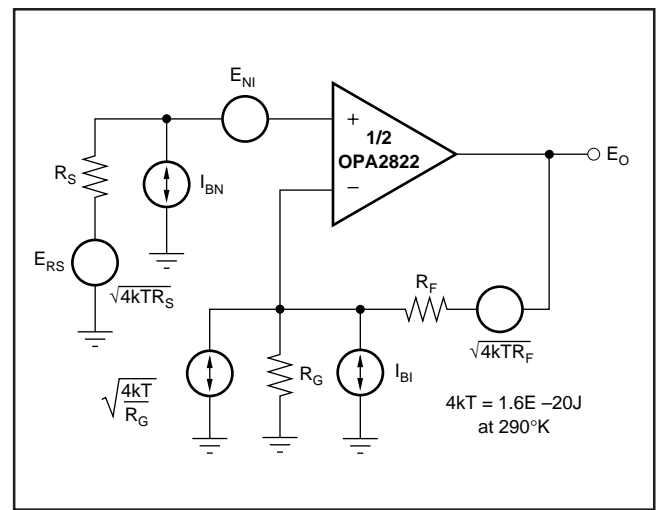 E_NI
+
1/2
OPA2822
−
E_O
R_S
I_BN
E_RS
√4kTR_S
R_F
√4kTR_F
√4kT/R_G
R_G
I_BI
4kT = 1.6E –20J
at 290°K